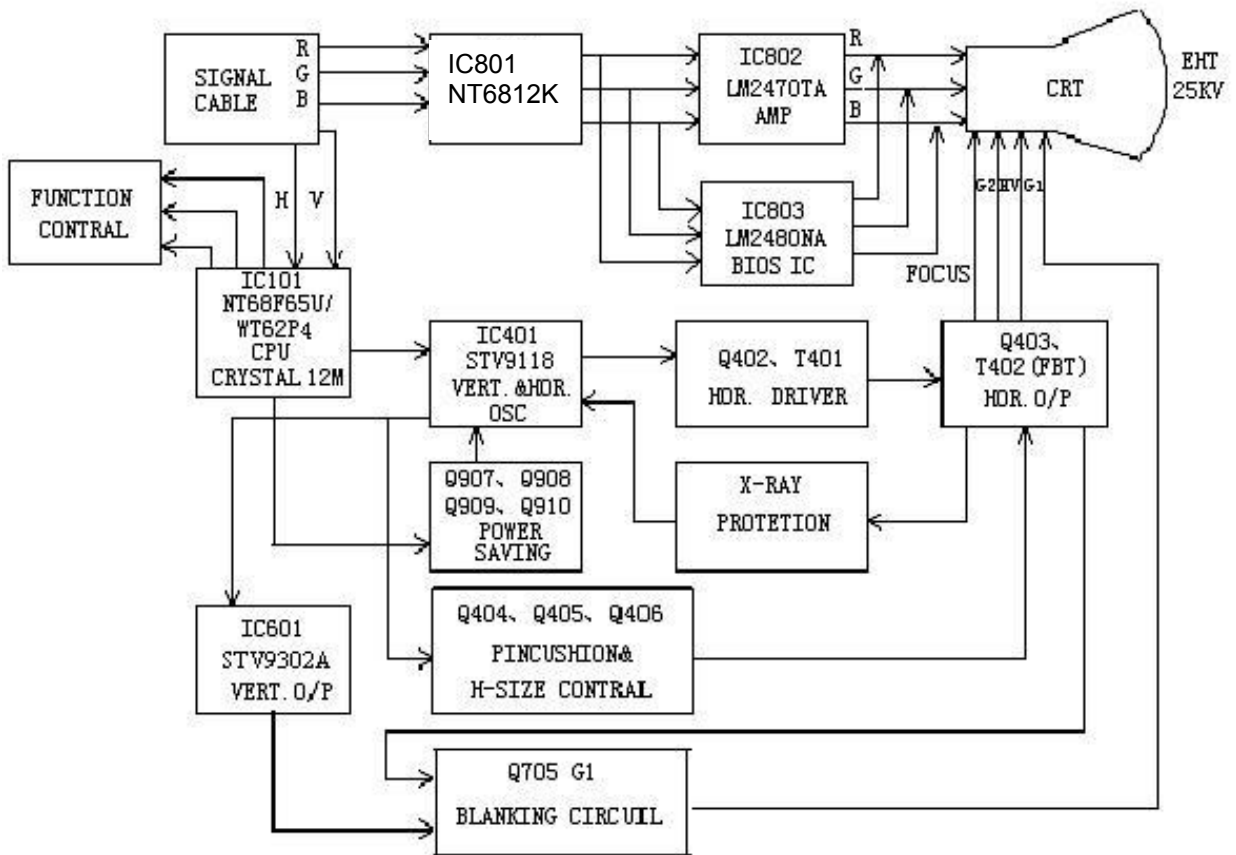 SIGNAL
CABLE
R
G
B
IC801
NT6812K
IC802
LM2470TA
AMP
R
G
B
CRT
EHT
25KV
FUNCTION
CONTRAL
H
V
IC803
LM2480NA
BIOS IC
G2
HV
G1
FOCUS
IC101
NT68F65U/
WT62P4
CPU
CRYSTAL 12M
IC401
STV9118
VERT.&HOR.
OSC
Q402、T401
HOR. DRIVER
Q403、
T402(FBT)
HOR.O/P
Q907、Q908
Q909、Q910
POWER
SAVING
X-RAY
PROTETION
IC601
STV9302A
VERT.O/P
Q404、Q405、Q406
PINCUSHION&
H-SIZE CONTRAL
Q705 G1
BLANKING CIRCUIL